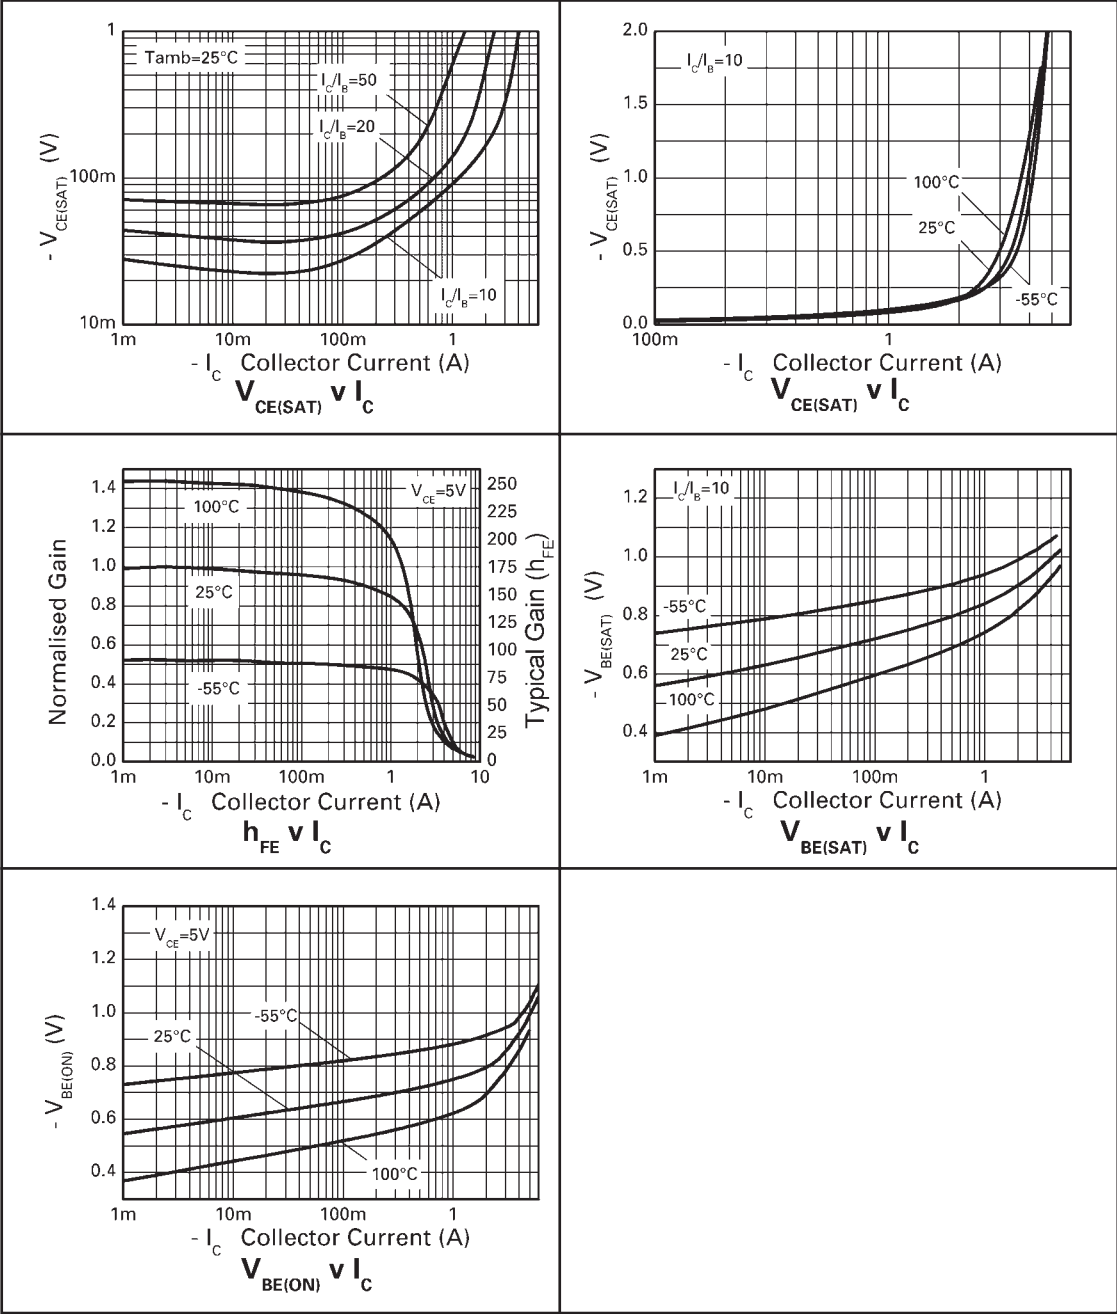 1
100m
10m
- V_CE(SAT) (V)
Tamb=25°C
I_C/I_B=50
I_C/I_B=20
I_C/I_B=10
1m 10m 100m 1
- I_C Collector Current (A)
V_CE(SAT) v I_C
2.0
1.5
1.0
0.5
0.0
- V_CE(SAT) (V)
I_C/I_B=10
100°C
25°C
-55°C
100m 1
- I_C Collector Current (A)
V_CE(SAT) v I_C
1.4
1.2
1.0
0.8
0.6
0.4
0.2
0.0
Normalised Gain
V_CE=5V
100°C
25°C
-55°C
250
225
200
175
150
125
100
75
50
25
0
Typical Gain (h_FE)
1m 10m 100m 1 10
- I_C Collector Current (A)
h_FE v I_C
1.2
1.0
0.8
0.6
0.4
- V_BE(SAT) (V)
I_C/I_B=10
-55°C
25°C
100°C
1m 10m 100m 1
- I_C Collector Current (A)
V_BE(SAT) v I_C
1.4
1.2
1.0
0.8
0.6
0.4
- V_BE(ON) (V)
V_CE=5V
-55°C
25°C
100°C
1m 10m 100m 1
- I_C Collector Current (A)
V_BE(ON) v I_C